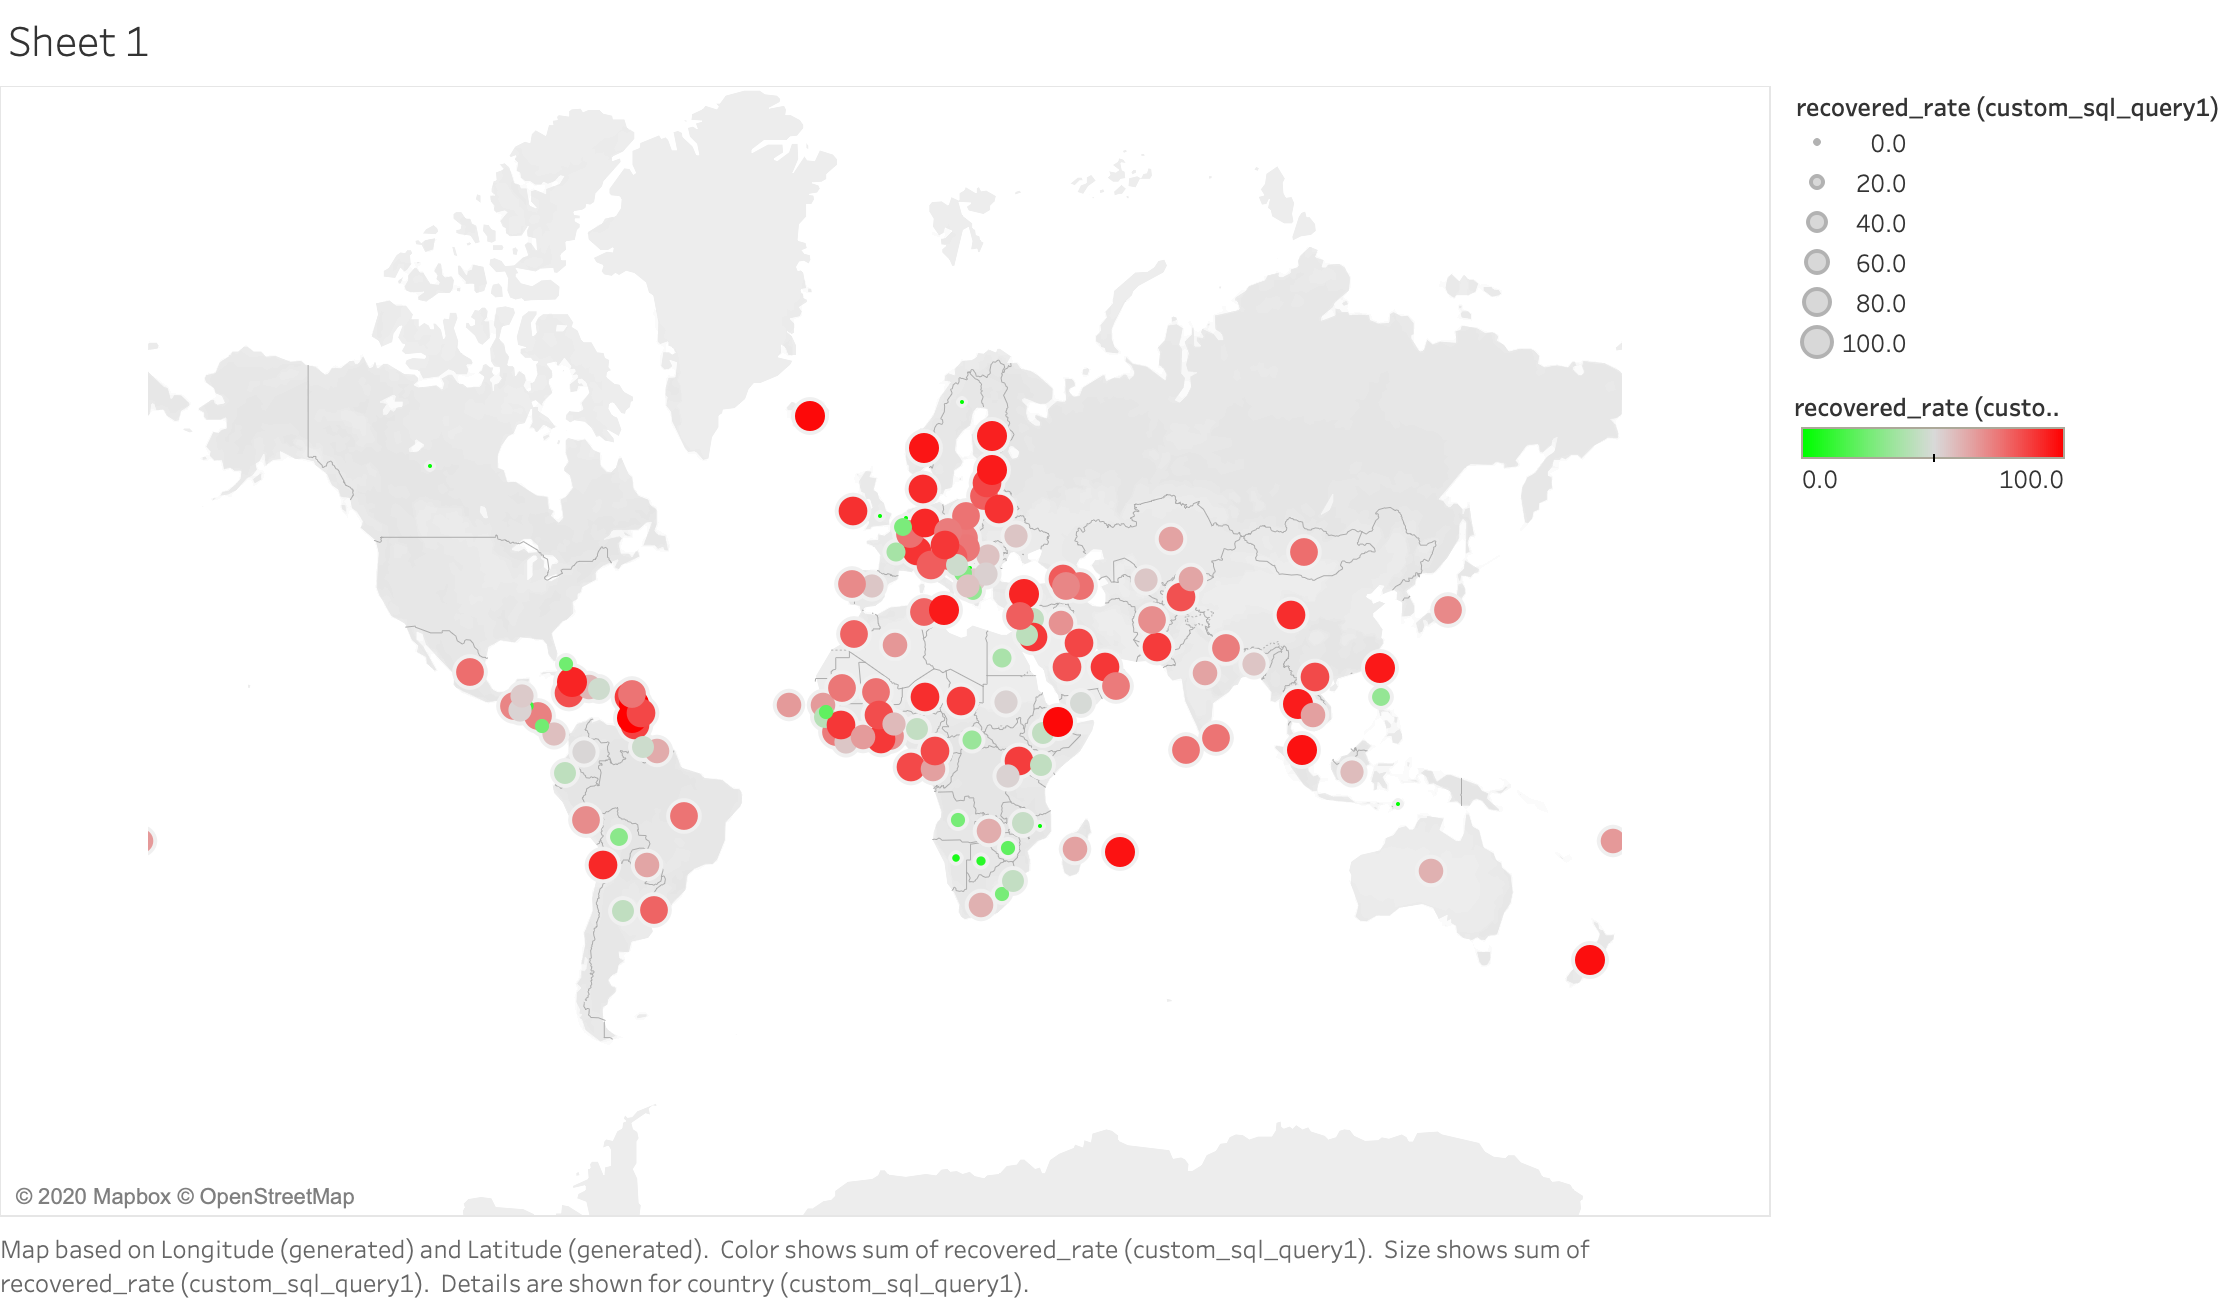 Sheet 1
recovered_rate (custom_sql_query1)
0.0
20.0
40.0
60.0
80.0
100.0
recovered_rate (custo..
0.0 100.0
© 2020 Mapbox © OpenStreetMap
Map based on Longitude (generated) and Latitude (generated). Color shows sum of recovered_rate (custom_sql_query1). Size shows sum of
recovered_rate (custom_sql_query1). Details are shown for country (custom_sql_query1).